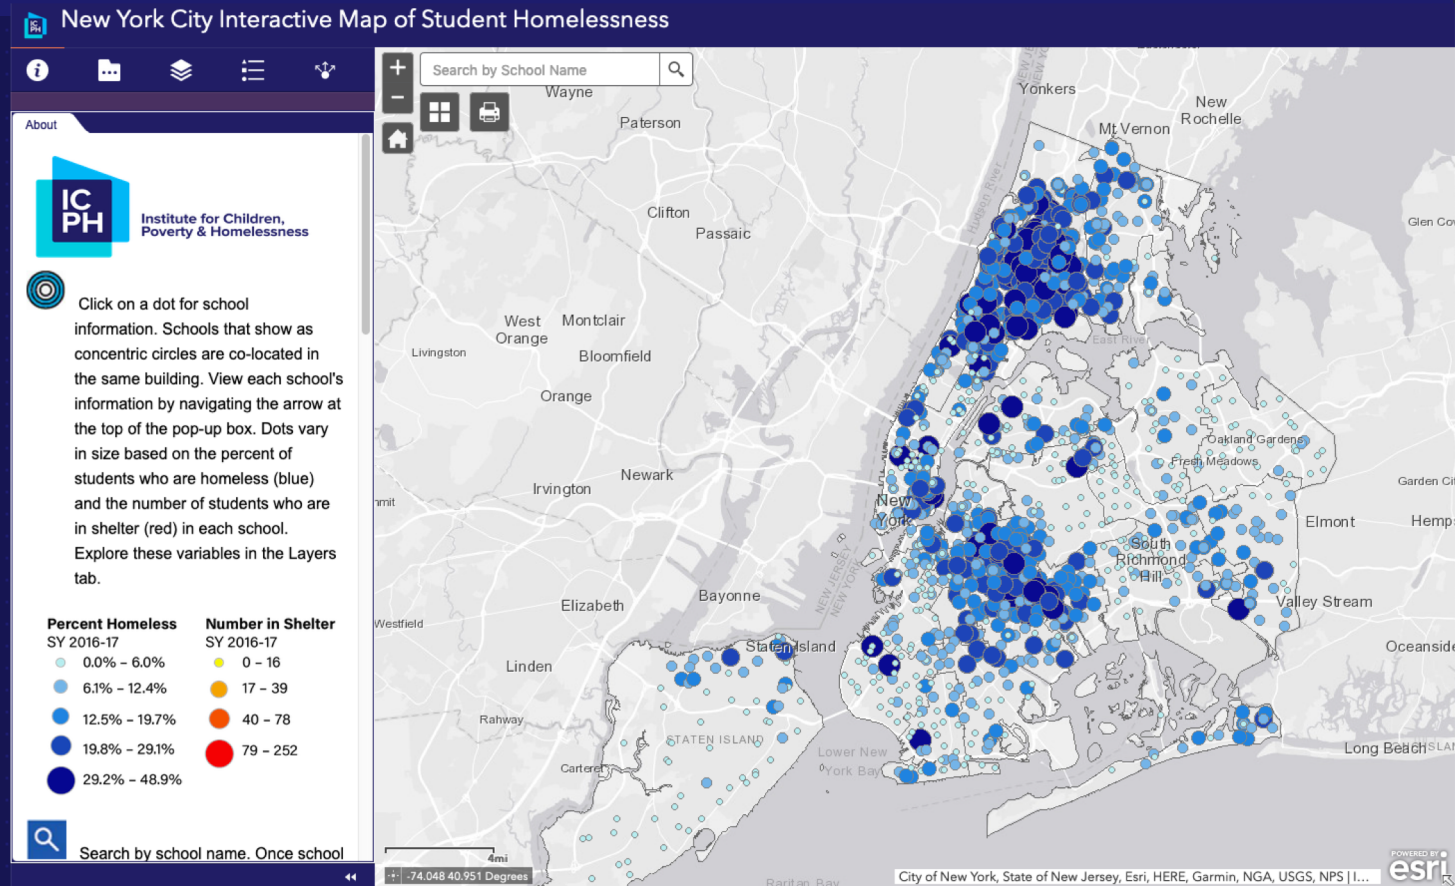 New York City Interactive Map of Student Homelessness
Search by School Name
About
IC
PH
Institute for Children,
Poverty & Homelessness
Click on a dot for school
information. Schools that show as
concentric circles are co-located in
the same building. View each school's
information by navigating the arrow at
the top of the pop-up box. Dots vary
in size based on the percent of
students who are homeless (blue)
and the number of students who are
in shelter (red) in each school.
Explore these variables in the Layers
tab.
Percent Homeless
SY 2016-17
0.0% – 6.0%
6.1% – 12.4%
12.5% – 19.7%
19.8% – 29.1%
29.2% – 48.9%
Number in Shelter
SY 2016-17
0 – 16
17 – 39
40 – 78
79 – 252
Search by school name. Once school
Wayne
Paterson
Yonkers
New
Rochelle
Mt Vernon
Hudson River
Clifton
Passaic
Glen Cov
West
Orange
Montclair
Livingston
Bloomfield
East River
Orange
Oakland Gardens
Fresh Meadows
Newark
Irvington
Garden Cit
mmit
New
York
Elmont
Hemps
South
Richmond
Hill
NEW JERSEY
NEW YORK
Bayonne
Elizabeth
Valley Stream
Westfield
Staten Island
Oceanside
Linden
Rahway
STATEN ISLAND
Lower New
York Bay
Long Beach
Carteret
4mi
-74.048 40.951 Degrees
Raritan Bay
City of New York, State of New Jersey, Esri, HERE, Garmin, NGA, USGS, NPS | I...
POWERED BY
esri